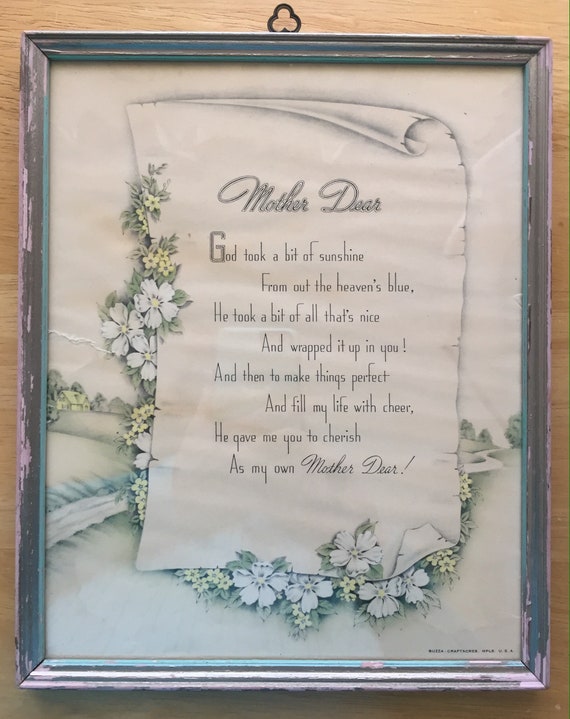 Mother Dear
God took a bit of sunshine
From out the heaven's blue,
He took a bit of all that's nice
And wrapped it up in you!
And then to make things perfect
And fill my life with cheer,
He gave me you to cherish
As my own Mother Dear!
BUZZA-CRAFTACRES, MPLS. U.S.A.